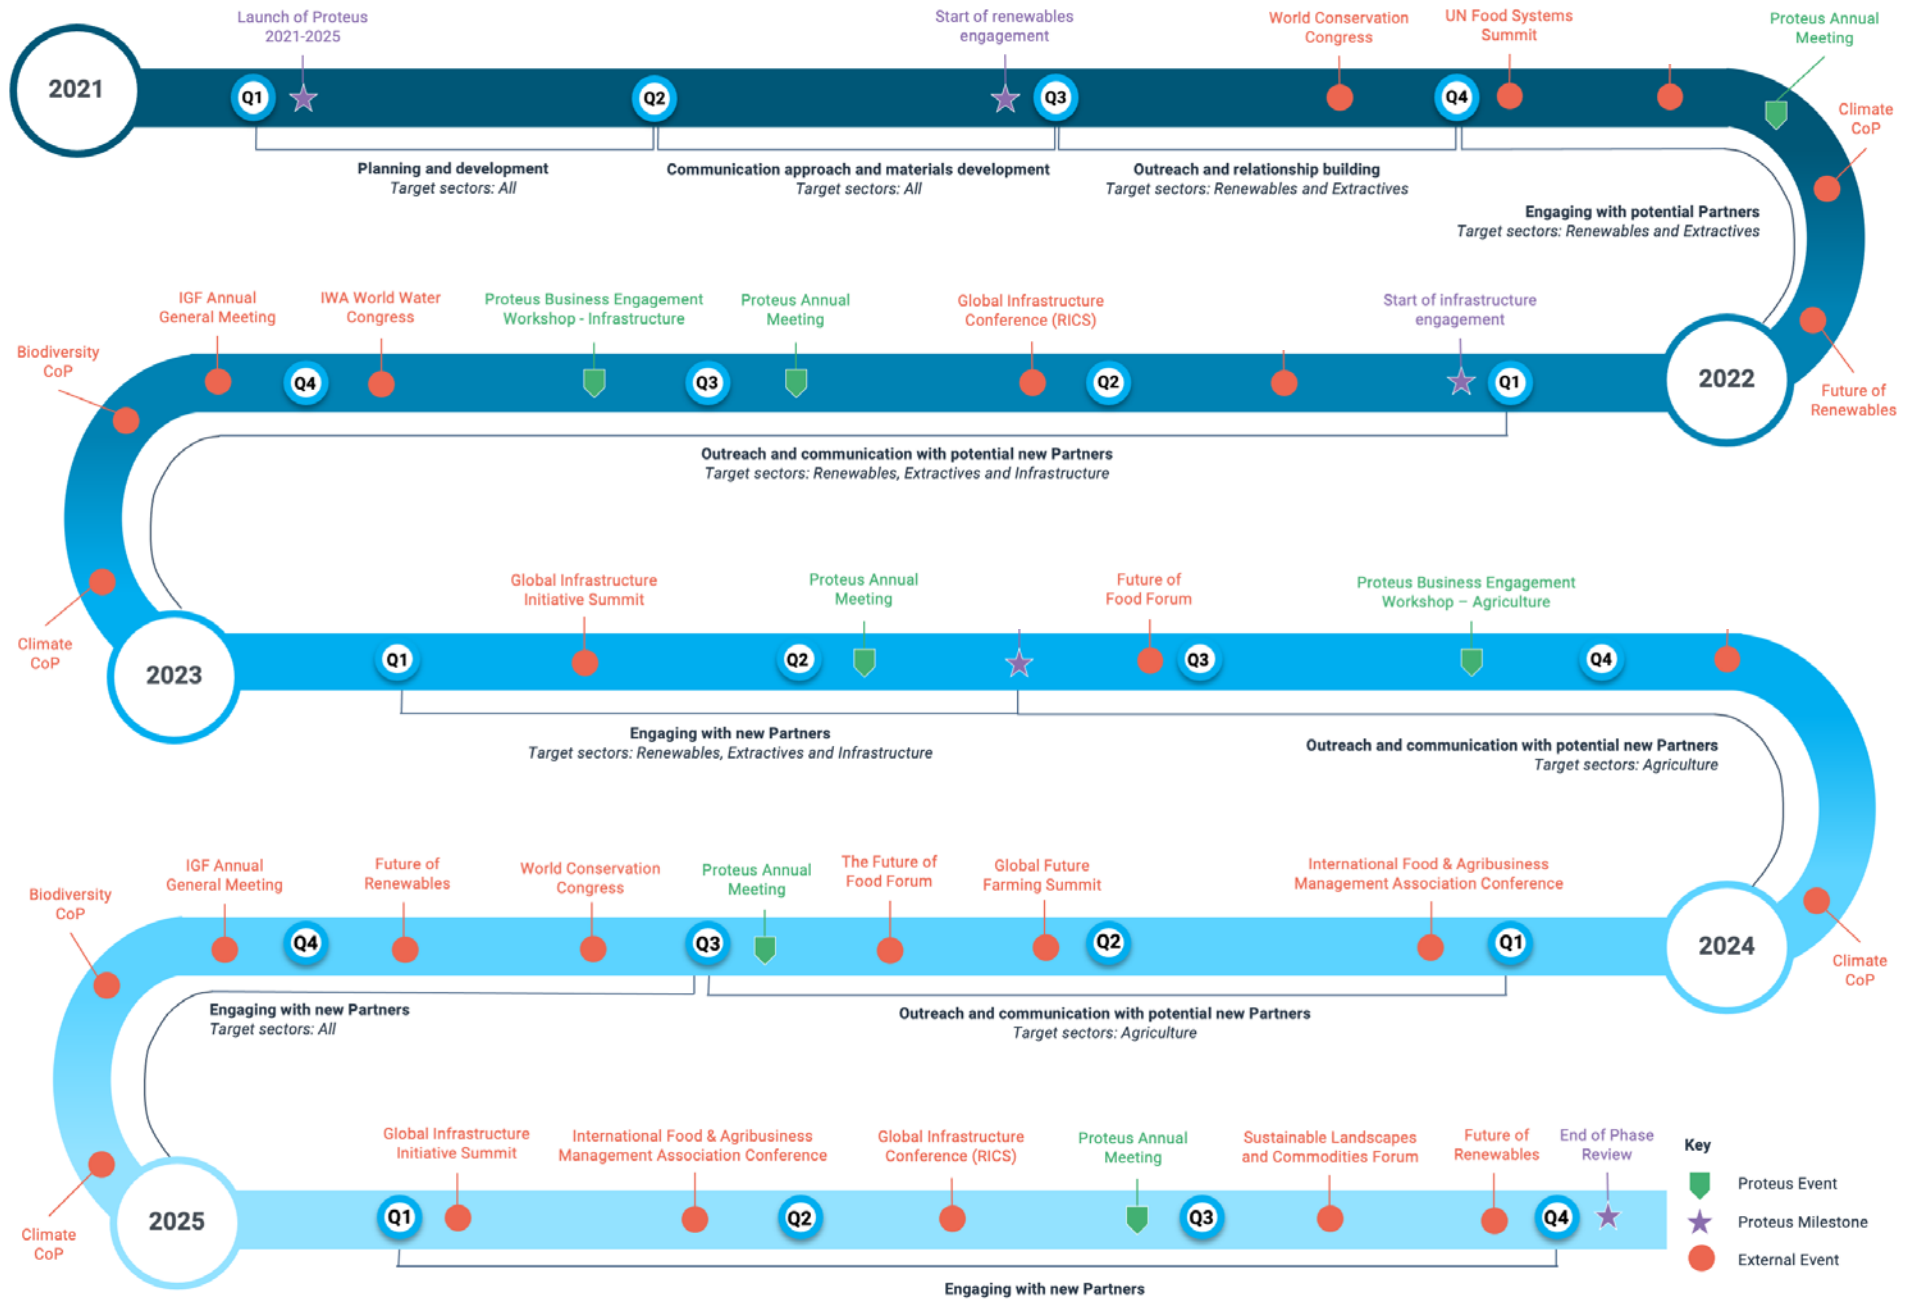 Launch of Proteus
2021-2025
Start of renewables
engagement
World Conservation
Congress
UN Food Systems
Summit
Proteus Annual
Meeting
2021
Q1
Q2
Q3
Q4
Climate
CoP
Planning and development
Target sectors: All
Communication approach and materials development
Target sectors: All
Outreach and relationship building
Target sectors: Renewables and Extractives
Engaging with potential Partners
Target sectors: Renewables and Extractives
Future of
Renewables
2022
Start of infrastructure
engagement
Global Infrastructure
Conference (RICS)
Proteus Annual
Meeting
Proteus Business Engagement
Workshop - Infrastructure
IWA World Water
Congress
IGF Annual
General Meeting
Biodiversity
CoP
Q4
Q3
Q2
Q1
Outreach and communication with potential new Partners
Target sectors: Renewables, Extractives and Infrastructure
Climate
CoP
2023
Global Infrastructure
Initiative Summit
Proteus Annual
Meeting
Future of
Food Forum
Proteus Business Engagement
Workshop – Agriculture
Q1
Q2
Q3
Q4
Engaging with new Partners
Target sectors: Renewables, Extractives and Infrastructure
Outreach and communication with potential new Partners
Target sectors: Agriculture
Climate
CoP
2024
International Food & Agribusiness
Management Association Conference
Global Future
Farming Summit
The Future of
Food Forum
Proteus Annual
Meeting
World Conservation
Congress
Future of
Renewables
IGF Annual
General Meeting
Biodiversity
CoP
Q4
Q3
Q2
Q1
Engaging with new Partners
Target sectors: All
Outreach and communication with potential new Partners
Target sectors: Agriculture
Climate
CoP
2025
Global Infrastructure
Initiative Summit
International Food & Agribusiness
Management Association Conference
Global Infrastructure
Conference (RICS)
Proteus Annual
Meeting
Sustainable Landscapes
and Commodities Forum
Future of
Renewables
End of Phase
Review
Q1
Q2
Q3
Q4
Engaging with new Partners
Key
Proteus Event
Proteus Milestone
External Event